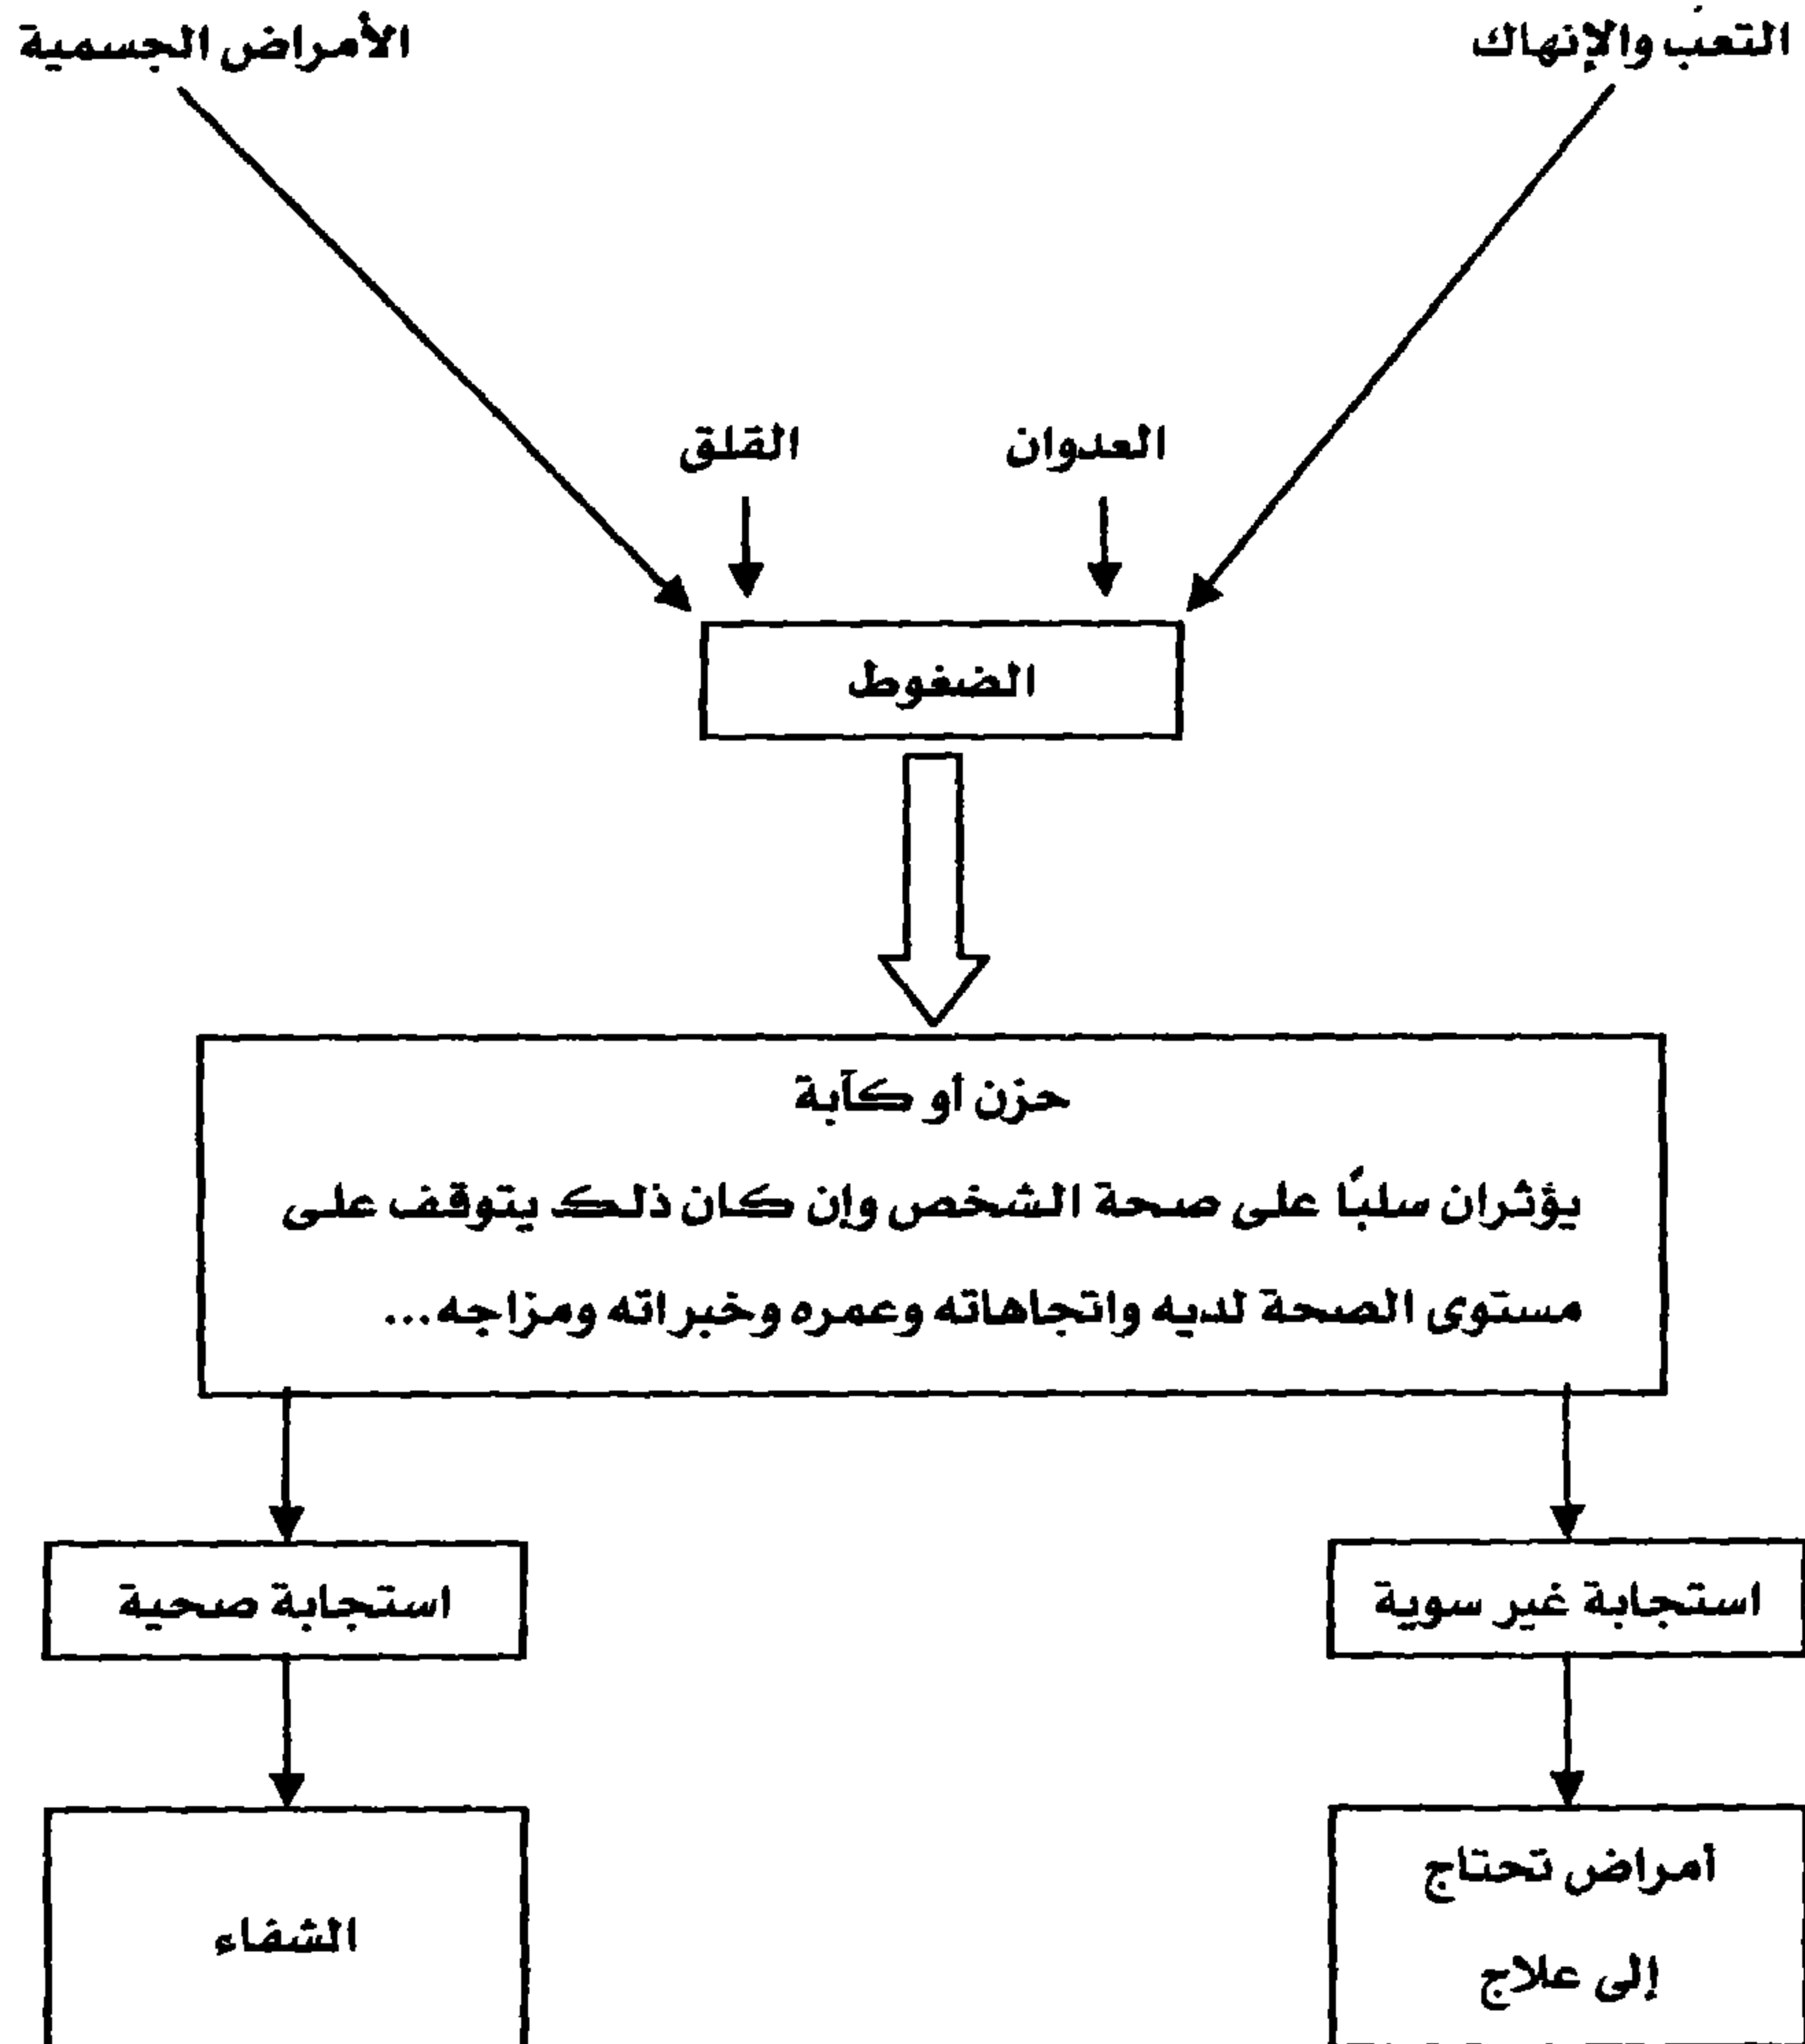 التعب والإنهاك
الأمراض الجسمية
العدوان
القلق
الضغوط
حزن أو كآبة
يؤثران سلبًا على صحة الشخص وإن كان ذلك يتوقف على
مستوى الصحة لديه واتجاهاته وعمره وخبراته ومزاجه...
استجابة غير سوية
استجابة صحية
أمراض تحتاج
إلى علاج
الشفاء